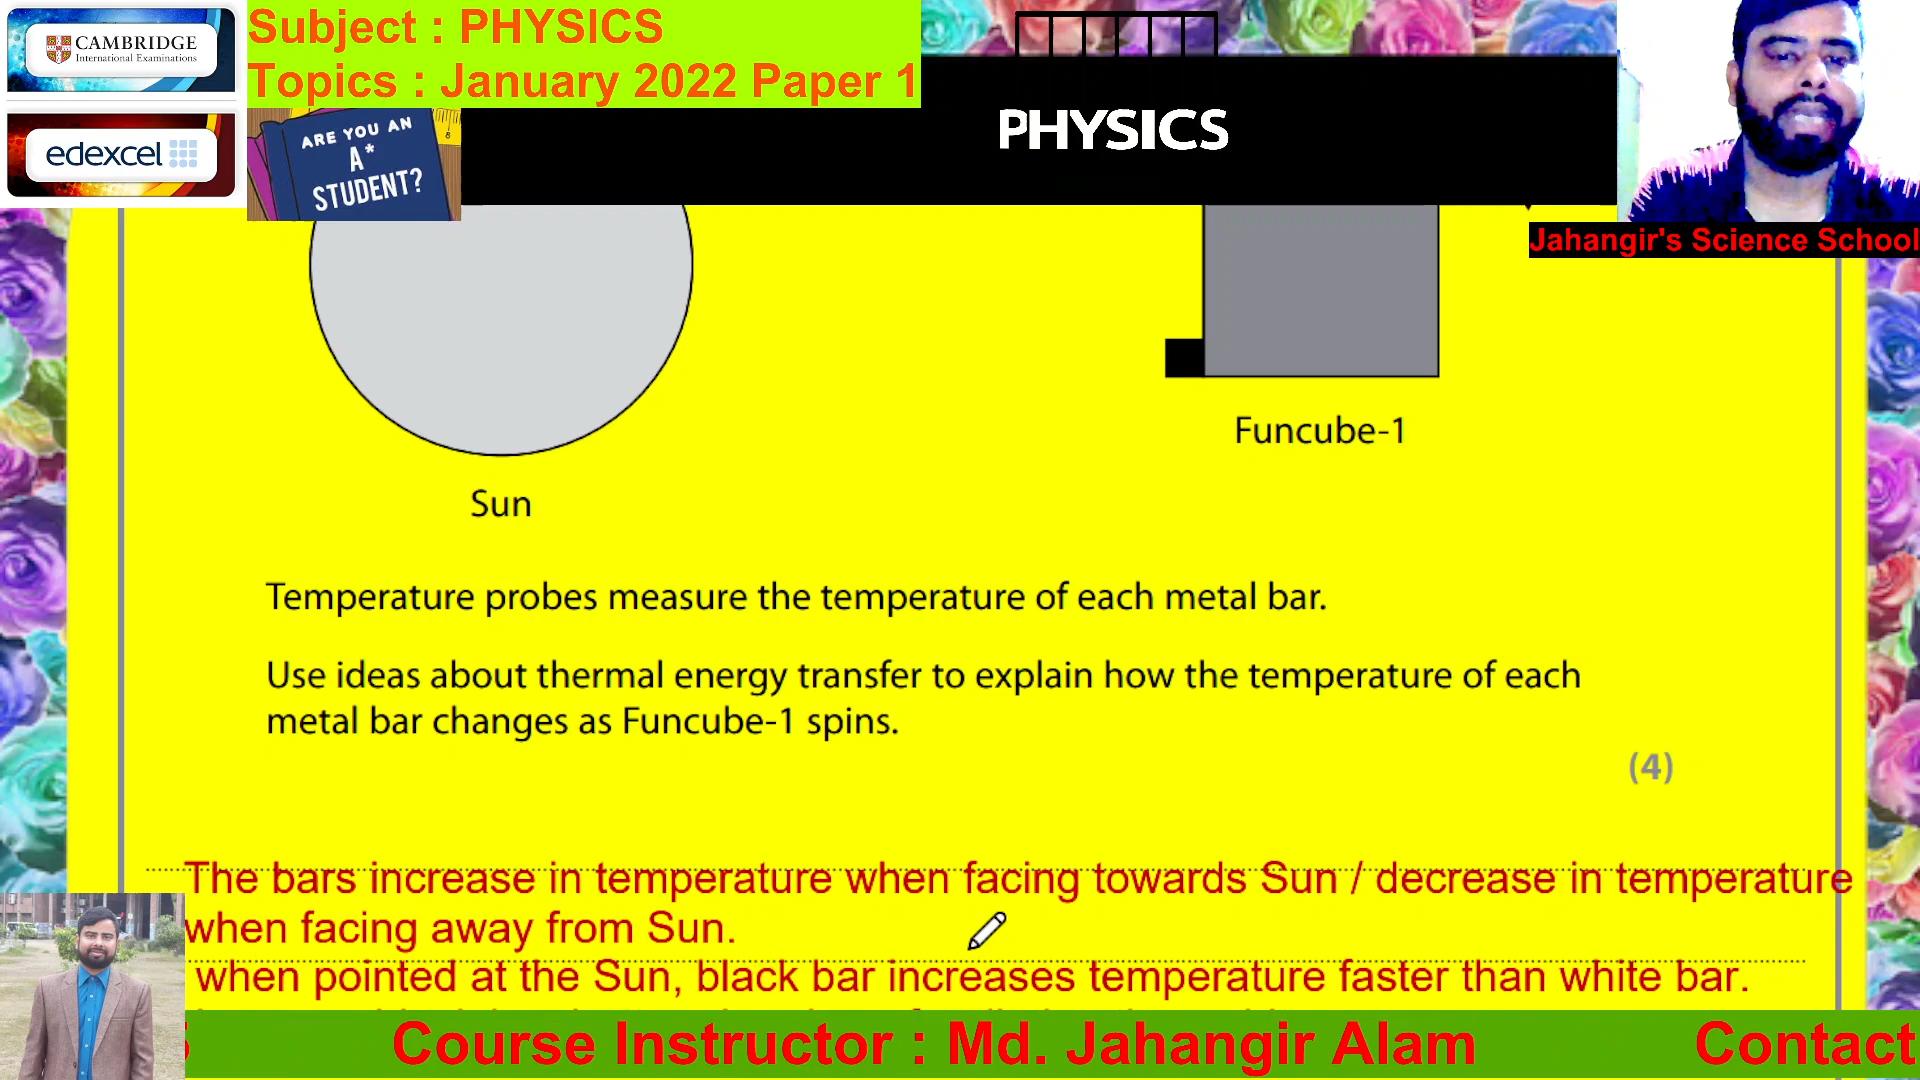 CAMBRIDGE
International Examinations
edexcel
Subject : PHYSICS
Topics : January 2022 Paper 1
ARE YOU AN
A*
STUDENT?
8
PHYSICS
Jahangir's Science School
Sun
Funcube-1
Temperature probes measure the temperature of each metal bar.
Use ideas about thermal energy transfer to explain how the temperature of each
metal bar changes as Funcube-1 spins.
(4)
The bars increase in temperature when facing towards Sun / decrease in temperature
when facing away from Sun.
when pointed at the Sun, black bar increases temperature faster than white bar.
Course Instructor : Md. Jahangir Alam
Contact